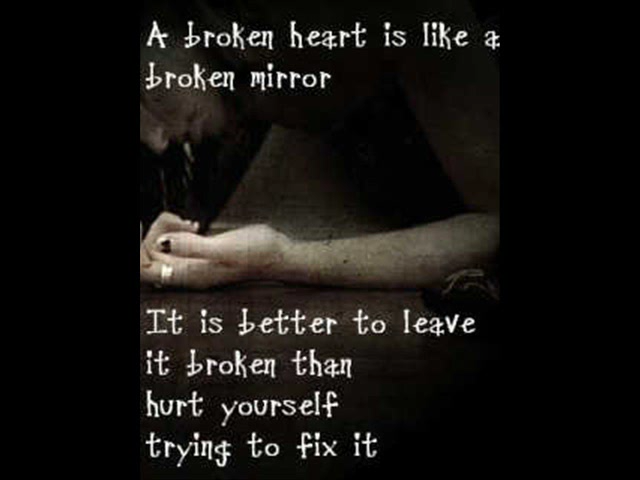 A broken heart is like a
broken mirror
It is better to leave
it broken than
hurt yourself
trying to fix it